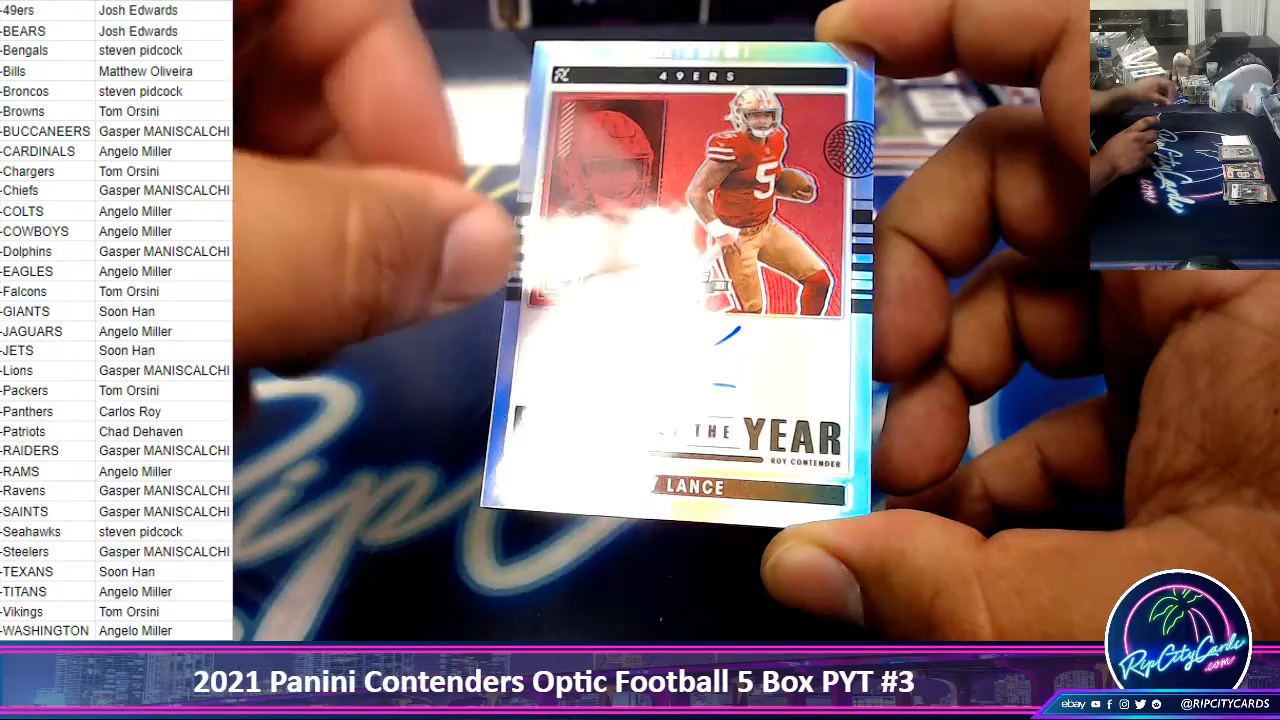 -49ers Josh Edwards
-BEARS Josh Edwards
-Bengals steven pidcock
-Bills Matthew Oliveira
-Broncos steven pidcock
-Browns Tom Orsini
-BUCCANEERS Gasper MANISCALCHI
-CARDINALS Angelo Miller
-Chargers Tom Orsini
-Chiefs Gasper MANISCALCHI
-COLTS Angelo Miller
-COWBOYS Angelo Miller
-Dolphins Gasper MANISCALCHI
-EAGLES Angelo Miller
-Falcons Tom Orsini
-GIANTS Soon Han
-JAGUARS Angelo Miller
-JETS Soon Han
-Lions Gasper MANISCALCHI
-Packers Tom Orsini
-Panthers Carlos Roy
-Patriots Chad Dehaven
-RAIDERS Gasper MANISCALCHI
-RAMS Angelo Miller
-Ravens Gasper MANISCALCHI
-SAINTS Gasper MANISCALCHI
-Seahawks steven pidcock
-Steelers Gasper MANISCALCHI
-TEXANS Soon Han
-TITANS Angelo Miller
-Vikings Tom Orsini
-WASHINGTON Angelo Miller
49ERS
5
THE YEAR
ROY CONTENDER
LANCE
RipCityCards
.com
2021 Panini Contenders Optic Football 5 Box PYT #3
ebay @RIPCITYCARDS